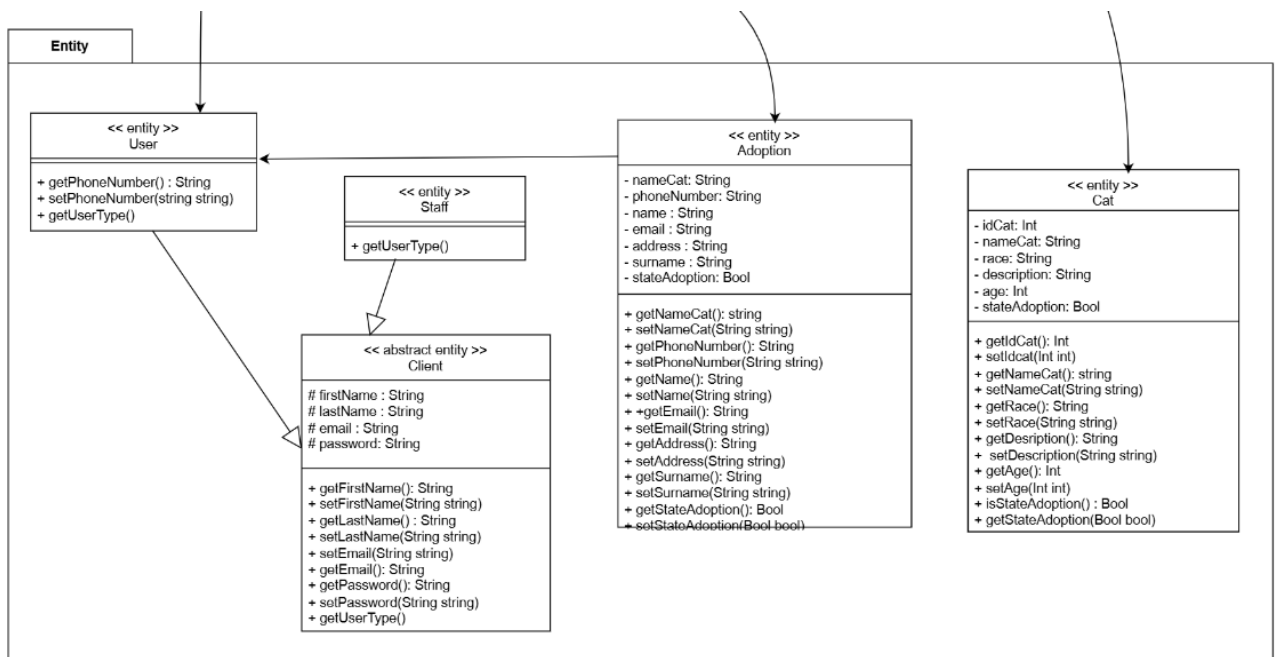 Entity
<< entity >>
User
+ getPhoneNumber() : String
+ setPhoneNumber(string string)
+ getUserType()
<< entity >>
Staff
+ getUserType()
<< abstract entity >>
Client
# firstName : String
# lastName : String
# email : String
# password: String
+ getFirstName(): String
+ setFirstName(String string)
+ getLastName() : String
+ setLastName(String string)
+ setEmail(String string)
+ getEmail(): String
+ getPassword(): String
+ setPassword(String string)
+ getUserType()
<< entity >>
Adoption
- nameCat: String
- phoneNumber: String
- name : String
- email : String
- address : String
- surname : String
- stateAdoption: Bool
+ getNameCat(): string
+ setNameCat(String string)
+ getPhoneNumber(): String
+ setPhoneNumber(String string)
+ getName(): String
+ setName(String string)
+ +getEmail(): String
+ setEmail(String string)
+ getAddress(): String
+ setAddress(String string)
+ getSurname(): String
+ setSurname(String string)
+ getStateAdoption(): Bool
+ setStateAdoption(Bool bool)
<< entity >>
Cat
- idCat: Int
- nameCat: String
- race: String
- description: String
- age: Int
- stateAdoption: Bool
+ getIdCat(): Int
+ setIdcat(Int int)
+ getNameCat(): string
+ setNameCat(String string)
+ getRace(): String
+ setRace(String string)
+ getDesription(): String
+ setDescription(String string)
+ getAge(): Int
+ setAge(Int int)
+ isStateAdoption() : Bool
+ getStateAdoption(Bool bool)